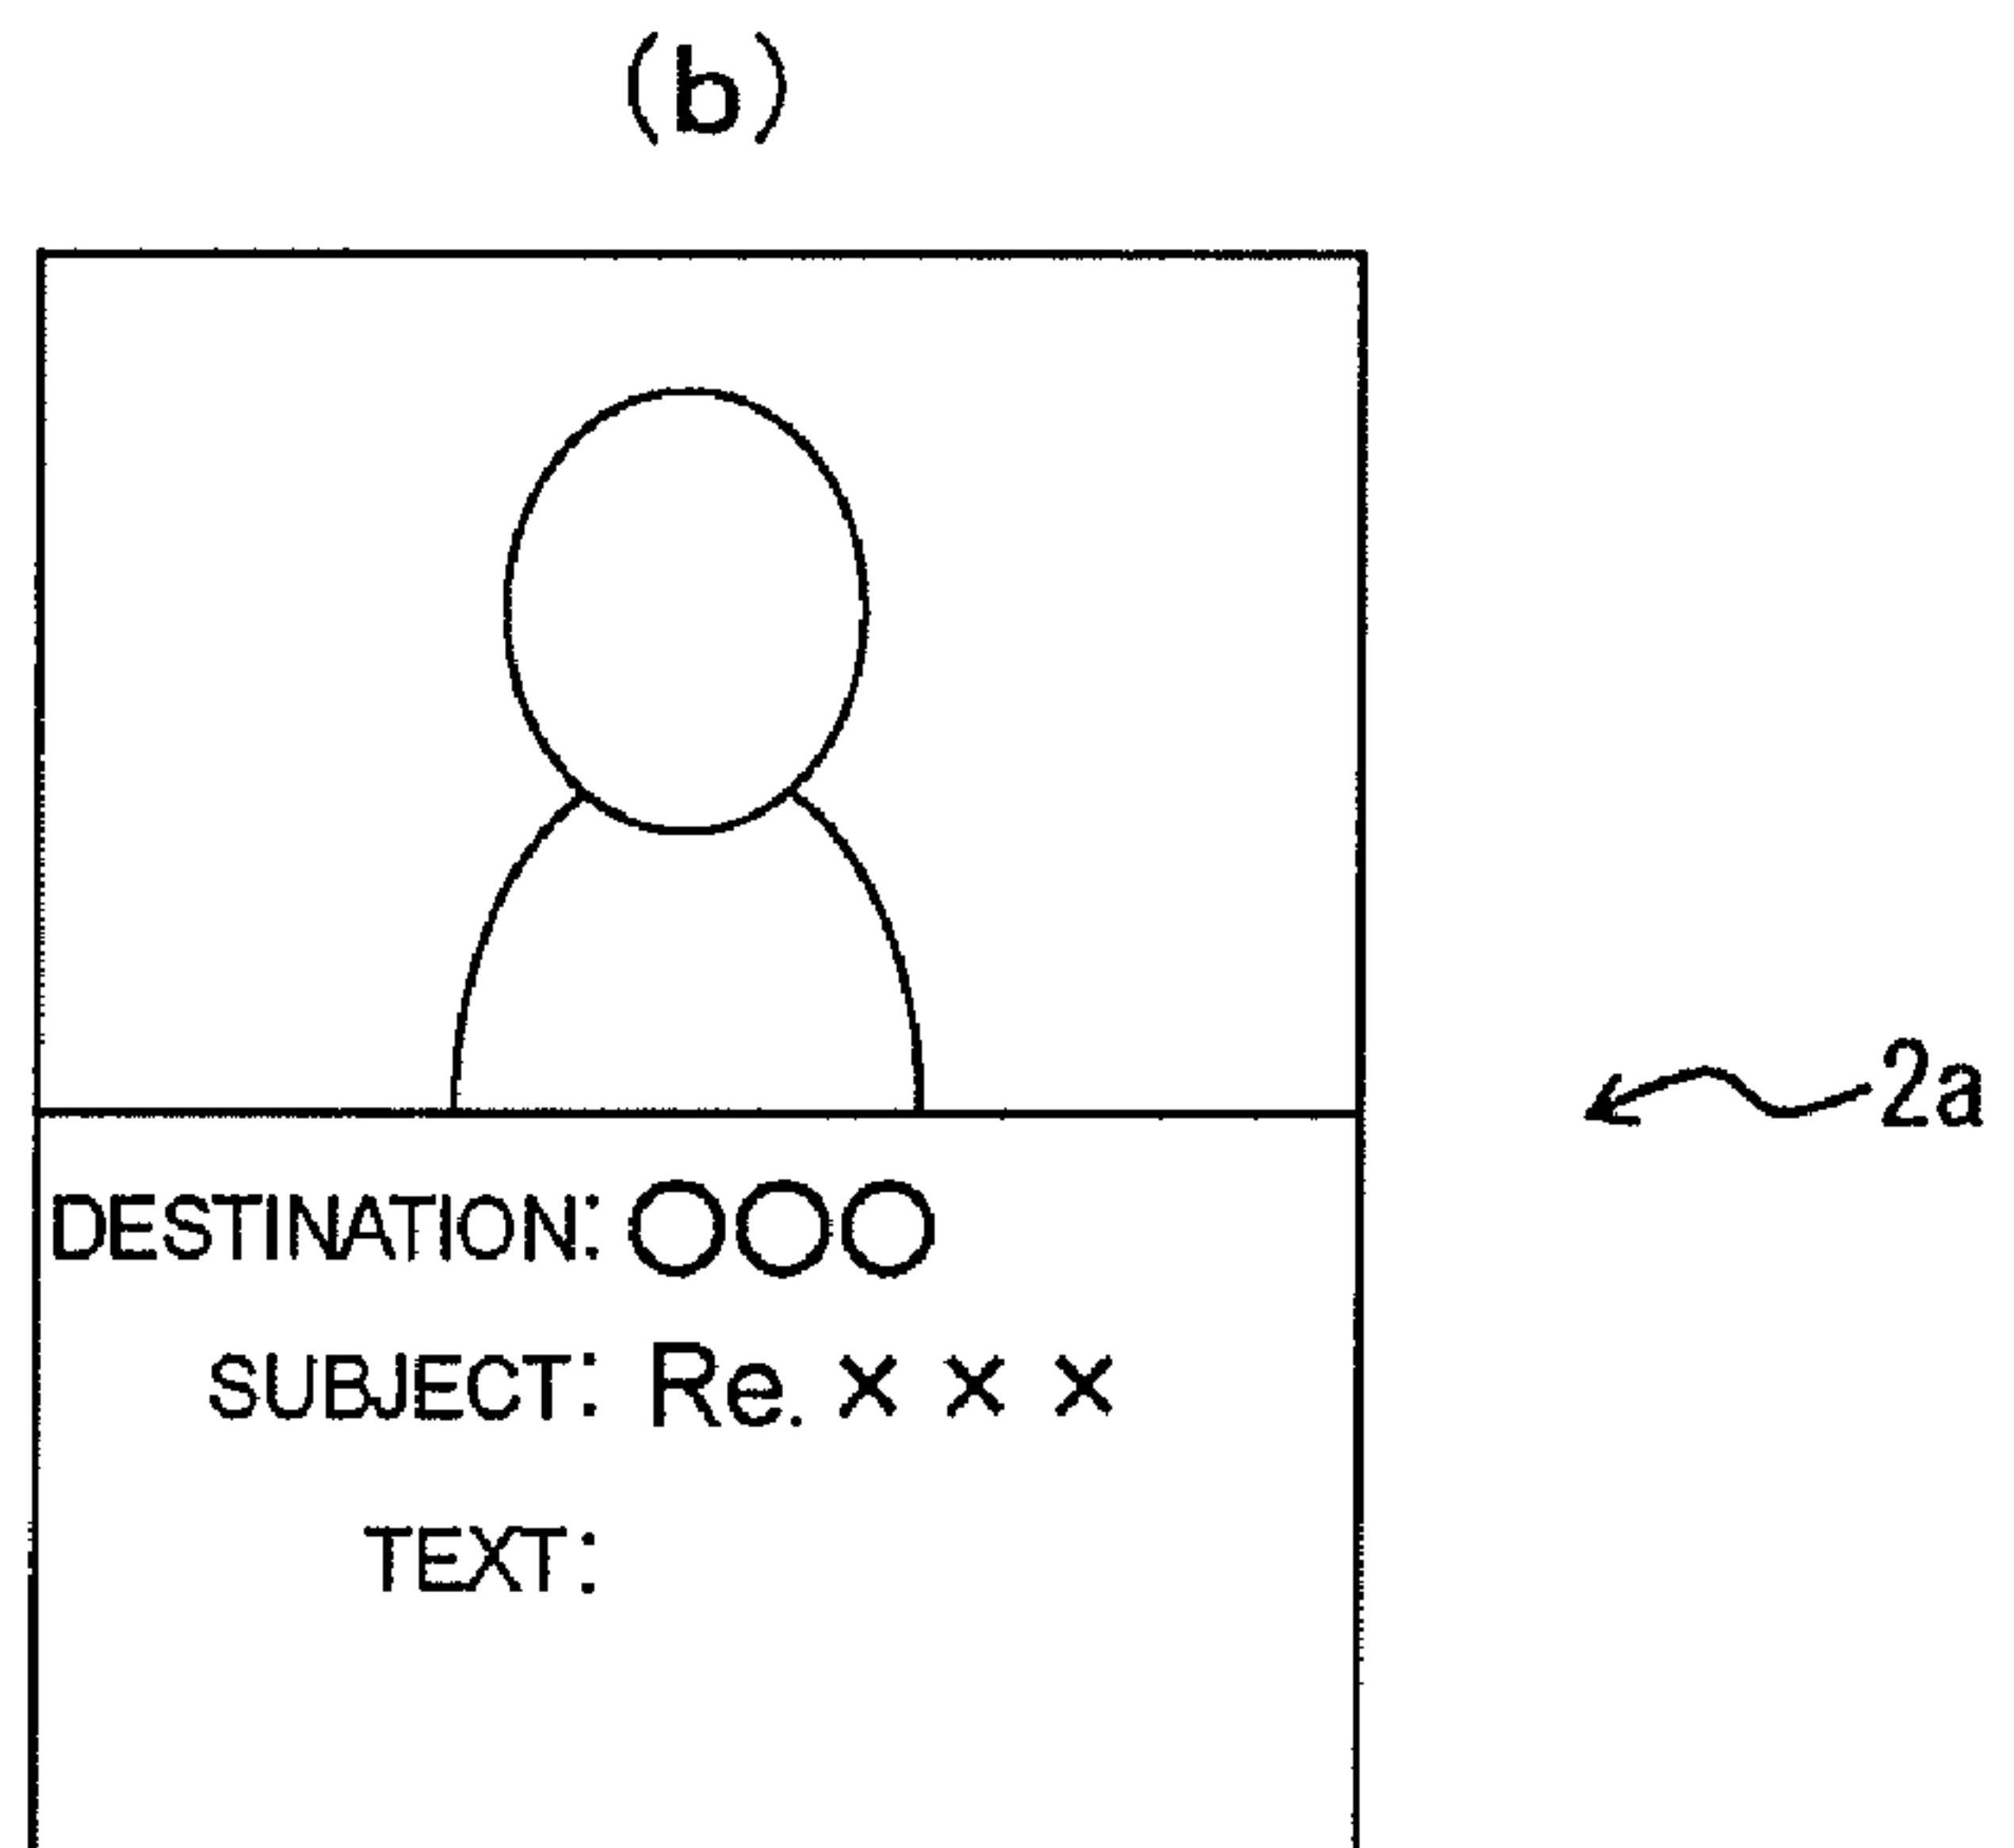 (b)
2a
DESTINATION: ○○○
SUBJECT: Re. × × ×
TEXT: